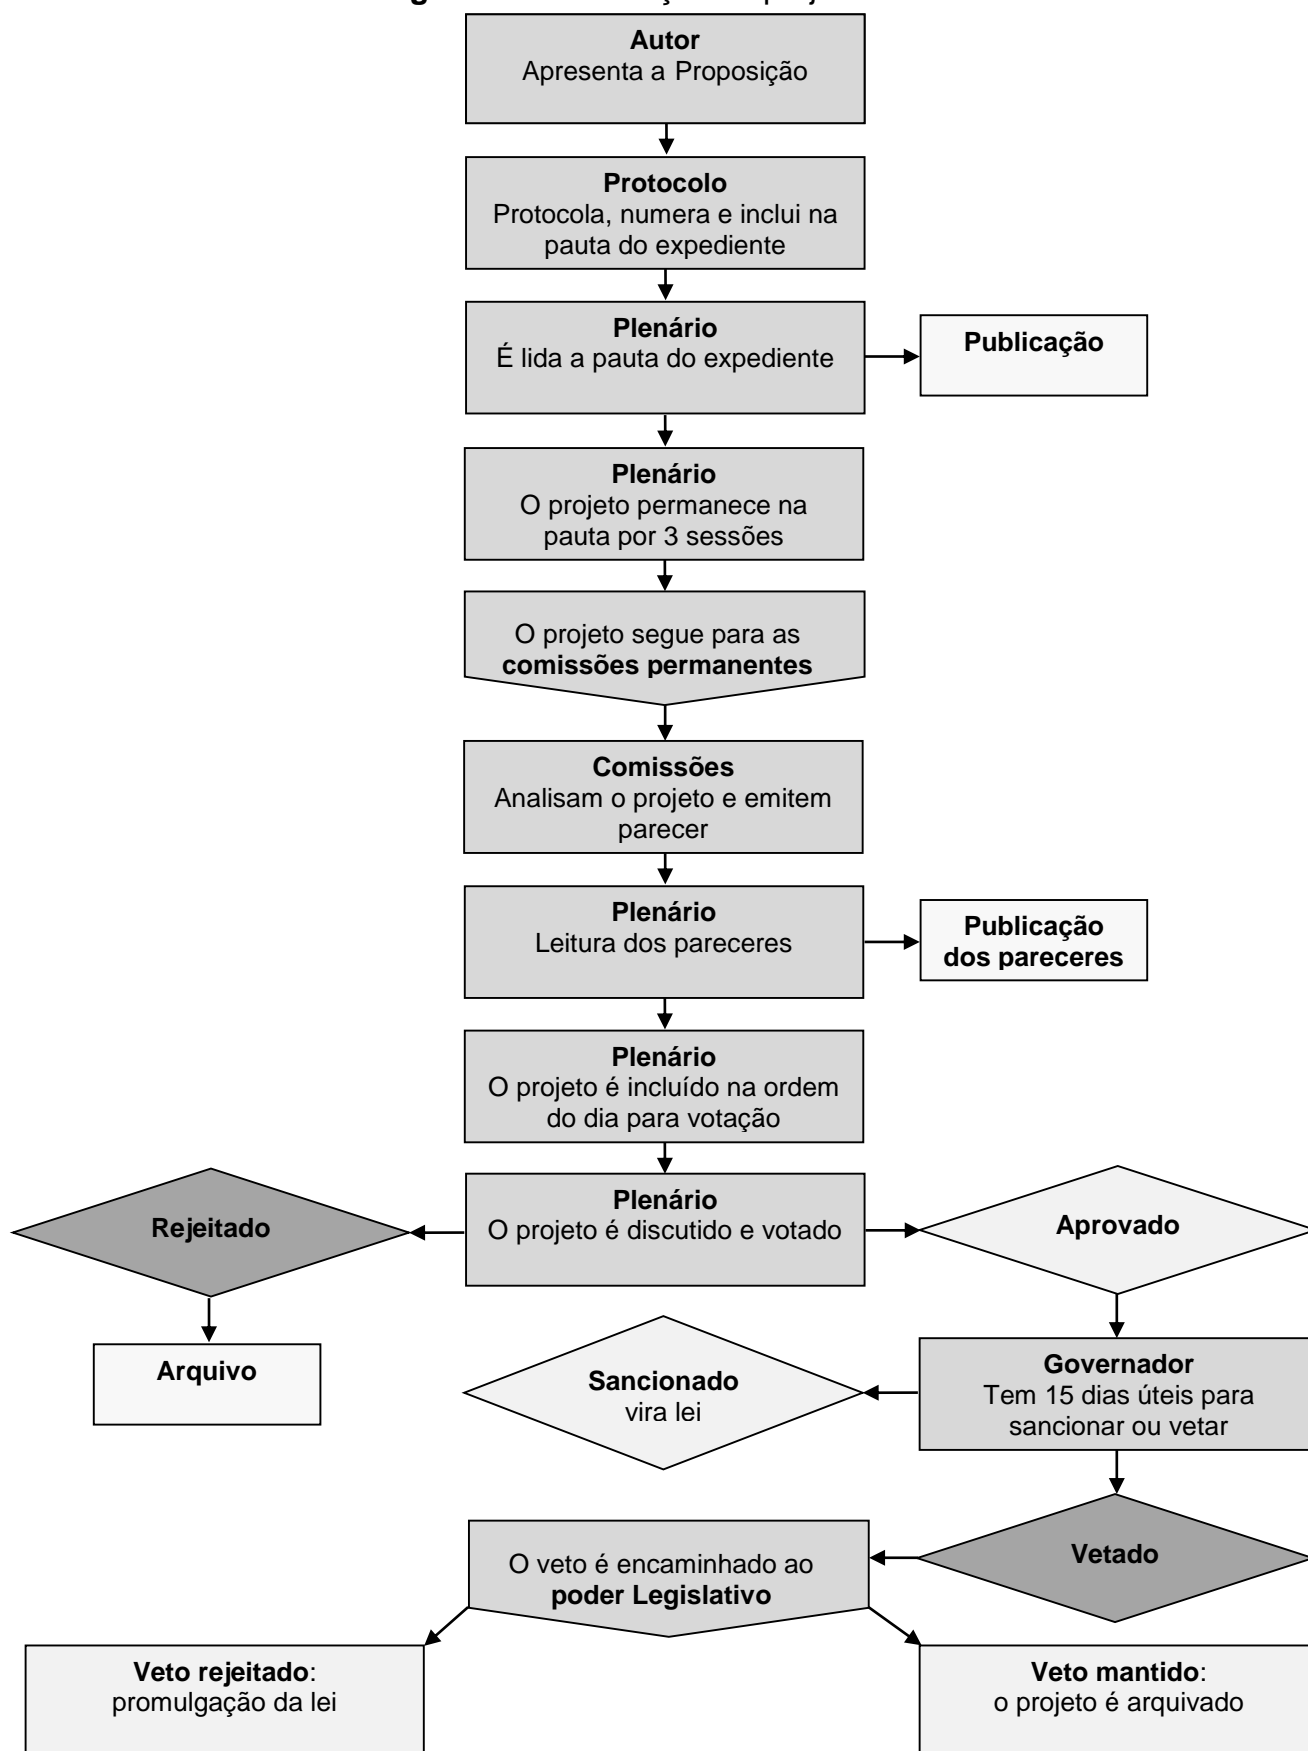 Autor
Apresenta a Proposição
Protocolo
Protocola, numera e inclui na
pauta do expediente
Plenário
É lida a pauta do expediente
Publicação
Plenário
O projeto permanece na
pauta por 3 sessões
O projeto segue para as
comissões permanentes
Comissões
Analisam o projeto e emitem
parecer
Plenário
Leitura dos pareceres
Publicação
dos pareceres
Plenário
O projeto é incluído na ordem
do dia para votação
Plenário
O projeto é discutido e votado
Rejeitado
Aprovado
Arquivo
Sancionado
vira lei
Governador
Tem 15 dias úteis para
sancionar ou vetar
Vetado
O veto é encaminhado ao
poder Legislativo
Veto rejeitado:
promulgação da lei
Veto mantido:
o projeto é arquivado